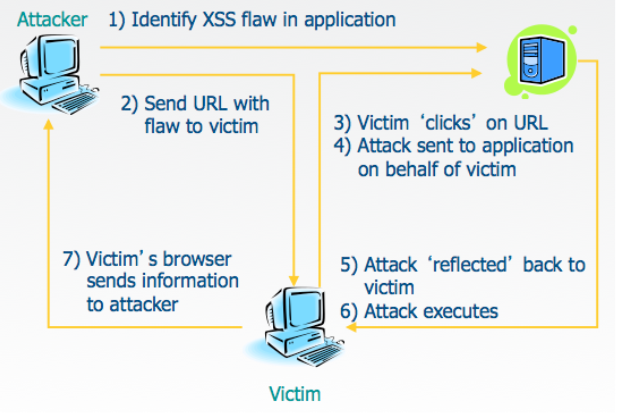 Attacker
1) Identify XSS flaw in application
2) Send URL with
flaw to victim
3) Victim ‘clicks’ on URL
4) Attack sent to application
on behalf of victim
5) Attack ‘reflected’ back to
victim
6) Attack executes
7) Victim’s browser
sends information
to attacker
Victim